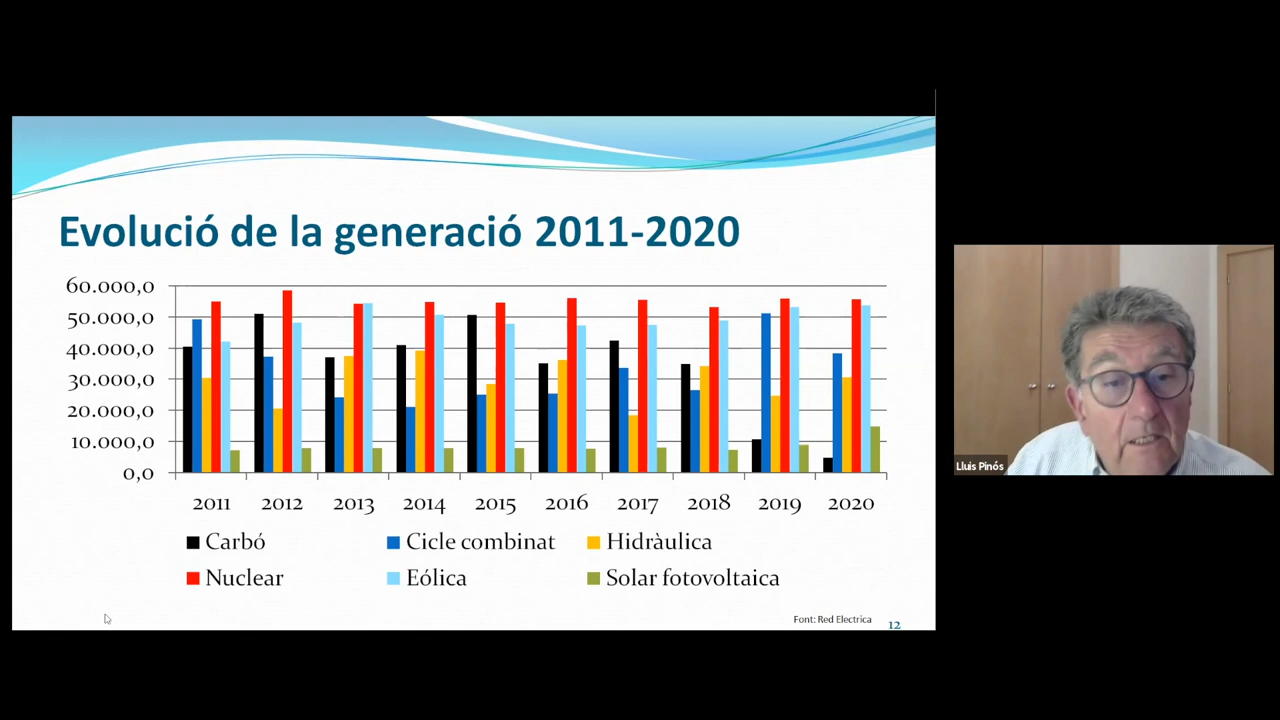 Evolució de la generació 2011-2020
60.000,0
50.000,0
40.000,0
30.000,0
20.000,0
10.000,0
0,0
2011 2012 2013 2014 2015 2016 2017 2018 2019 2020
Carbó Cicle combinat Hidràulica
Nuclear Eólica Solar fotovoltaica
Font: Red Electrica 12
Lluis Pinós